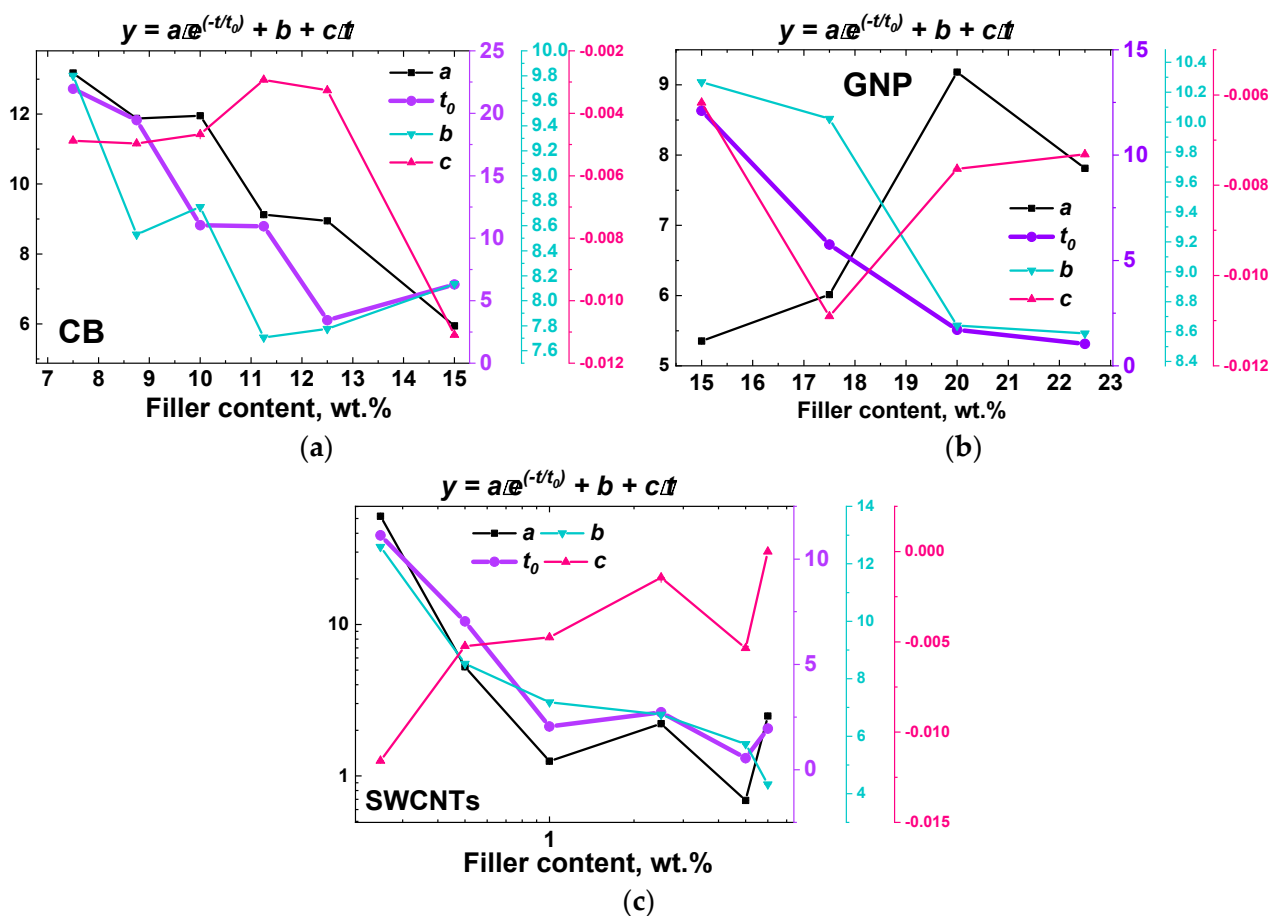 y = a·e^(-t/t0) + b + c·t
y = a·e^(-t/t0) + b + c·t
12
10
8
6
7 8 9 10 11 12 13 14 15
Filler content, wt.%
CB
a
t0
b
c
25
20
15
10
5
0
10.0
9.8
9.6
9.4
9.2
9.0
8.8
8.6
8.4
8.2
8.0
7.8
7.6
-0.002
-0.004
-0.006
-0.008
-0.010
-0.012
(a)
9
8
7
6
5
15 16 17 18 19 20 21 22 23
Filler content, wt.%
GNP
a
t0
b
c
15
10
5
0
10.4
10.2
10.0
9.8
9.6
9.4
9.2
9.0
8.8
8.6
8.4
-0.006
-0.008
-0.010
-0.012
(b)
y = a·e^(-t/t0) + b + c·t
10
1
1
Filler content, wt.%
SWCNTs
a b
t0 c
10
5
0
14
12
10
8
6
4
0.000
-0.005
-0.010
-0.015
(c)